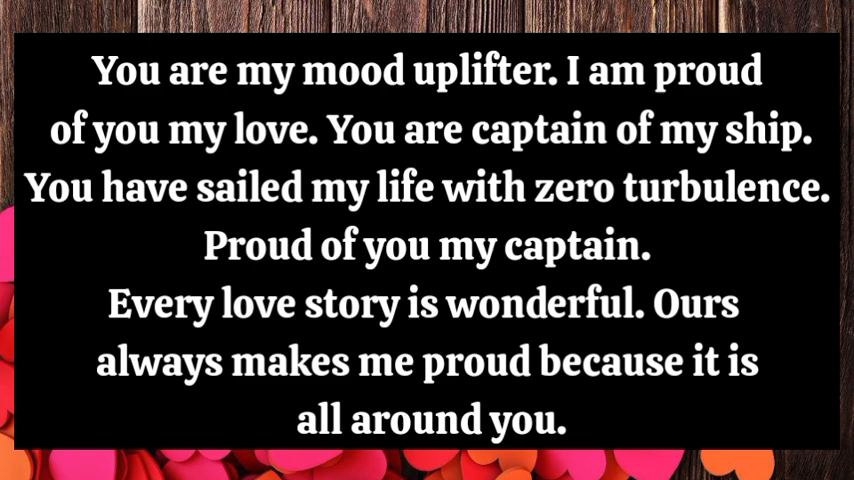 You are my mood uplifter. I am proud
of you my love. You are captain of my ship.
You have sailed my life with zero turbulence.
Proud of you my captain.
Every love story is wonderful. Ours
always makes me proud because it is
all around you.